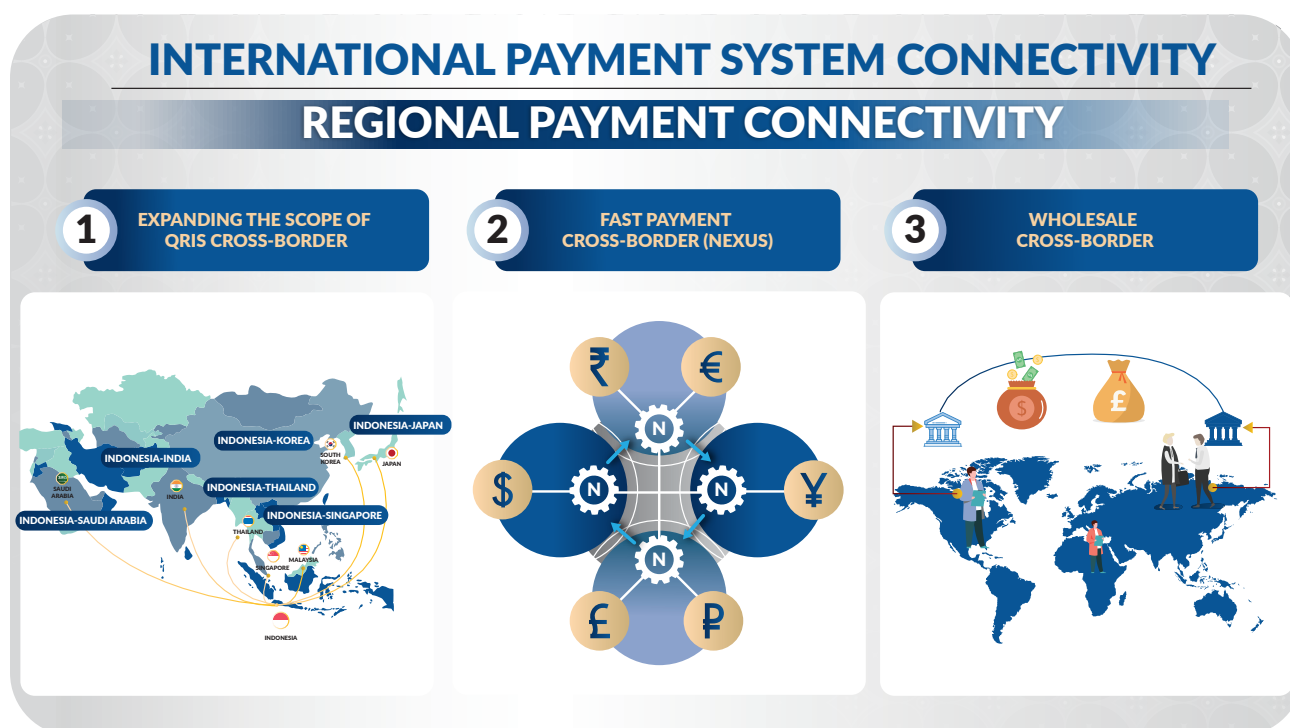 INTERNATIONAL PAYMENT SYSTEM CONNECTIVITY
REGIONAL PAYMENT CONNECTIVITY
1
EXPANDING THE SCOPE OF
QRIS CROSS-BORDER
2
FAST PAYMENT
CROSS-BORDER (NEXUS)
3
WHOLESALE
CROSS-BORDER
INDONESIA-JAPAN
INDONESIA-KOREA
INDONESIA-INDIA
SOUTH
KOREA
JAPAN
SAUDI
ARABIA
INDIA
INDONESIA-THAILAND
INDONESIA-SAUDI ARABIA
INDONESIA-SINGAPORE
THAILAND
SINGAPORE
MALAYSIA
INDONESIA
₹
€
N
$
N
N
¥
N
£
₽
$
£